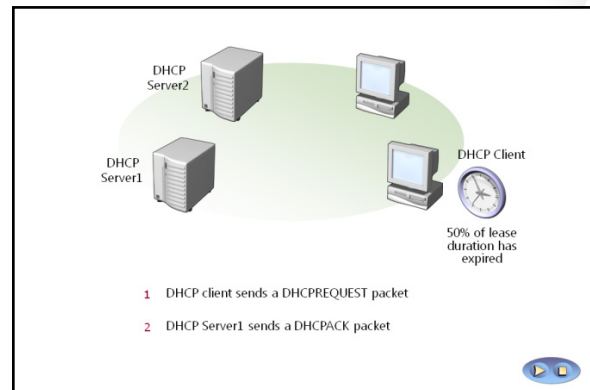 DHCP
Server2
DHCP
Server1
DHCP Client
50% of lease
duration has
expired
1 DHCP client sends a DHCPREQUEST packet
2 DHCP Server1 sends a DHCPACK packet